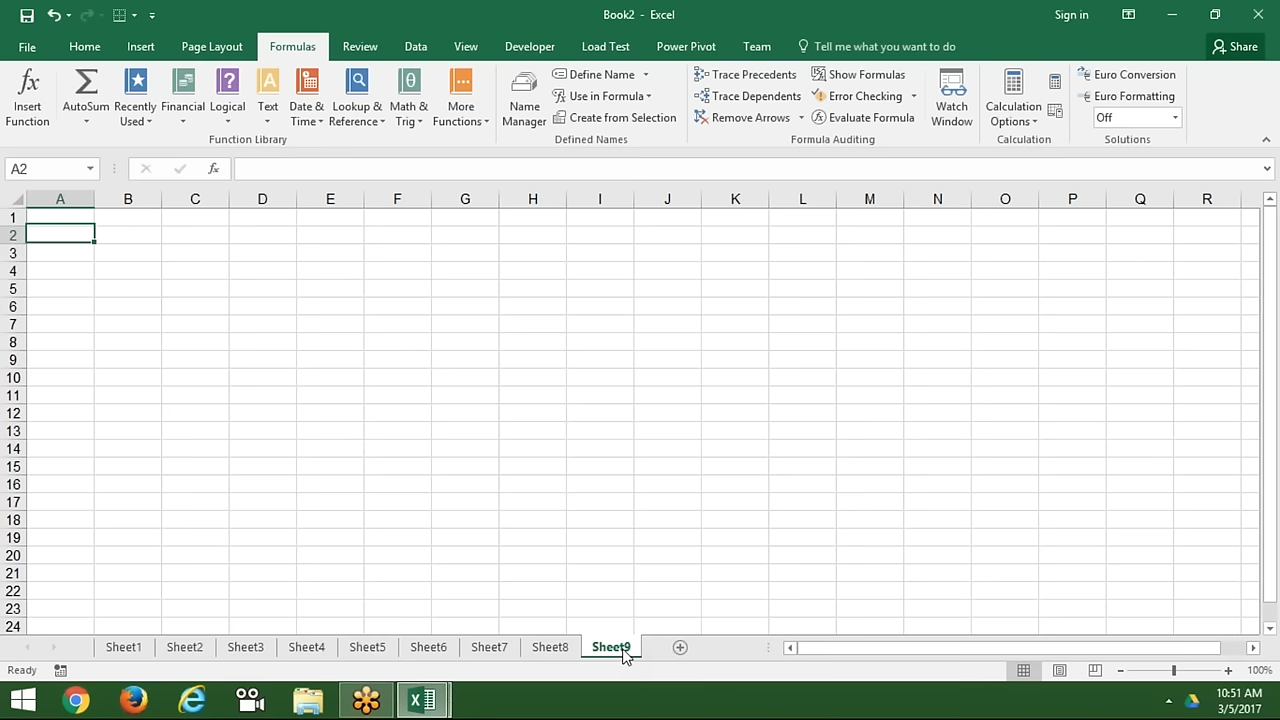 Book2 - Excel
Sign in
File Home Insert Page Layout Formulas Review Data View Developer Load Test Power Pivot Team Tell me what you want to do Share
Insert Function
AutoSum
Recently Used
Financial
Logical
Text
Date & Time
Lookup & Reference
Math & Trig
More Functions
Function Library
Name Manager
Define Name
Use in Formula
Create from Selection
Defined Names
Trace Precedents
Trace Dependents
Remove Arrows
Show Formulas
Error Checking
Evaluate Formula
Formula Auditing
Watch Window
Calculation Options
Calculation
Euro Conversion
Euro Formatting
Off
Solutions
A2
fx
A B C D E F G H I J K L M N O P Q R
1
2
3
4
5
6
7
8
9
10
11
12
13
14
15
16
17
18
19
20
21
22
23
24
Sheet1 Sheet2 Sheet3 Sheet4 Sheet5 Sheet6 Sheet7 Sheet8 Sheet9
Ready
100%
10:51 AM
3/5/2017